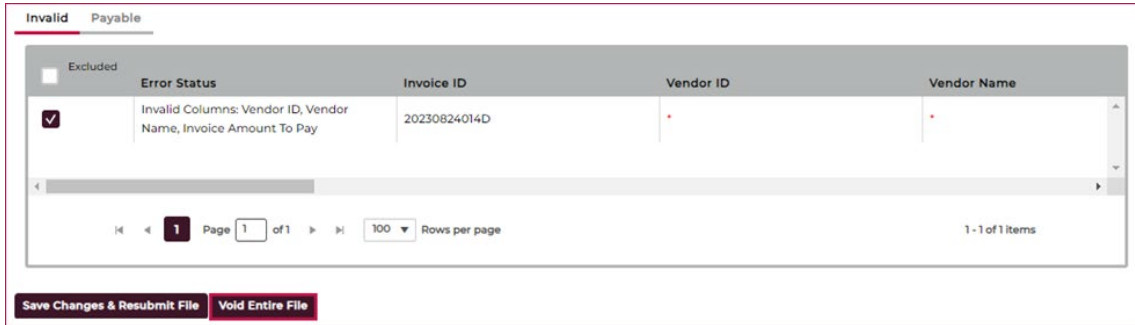 Invalid Payable
Excluded
Error Status Invoice ID Vendor ID Vendor Name
Invalid Columns: Vendor ID, Vendor
Name, Invoice Amount To Pay
20230824014D * *
1 Page 1 of 1 100 Rows per page 1 - 1 of 1 items
Save Changes & Resubmit File Void Entire File